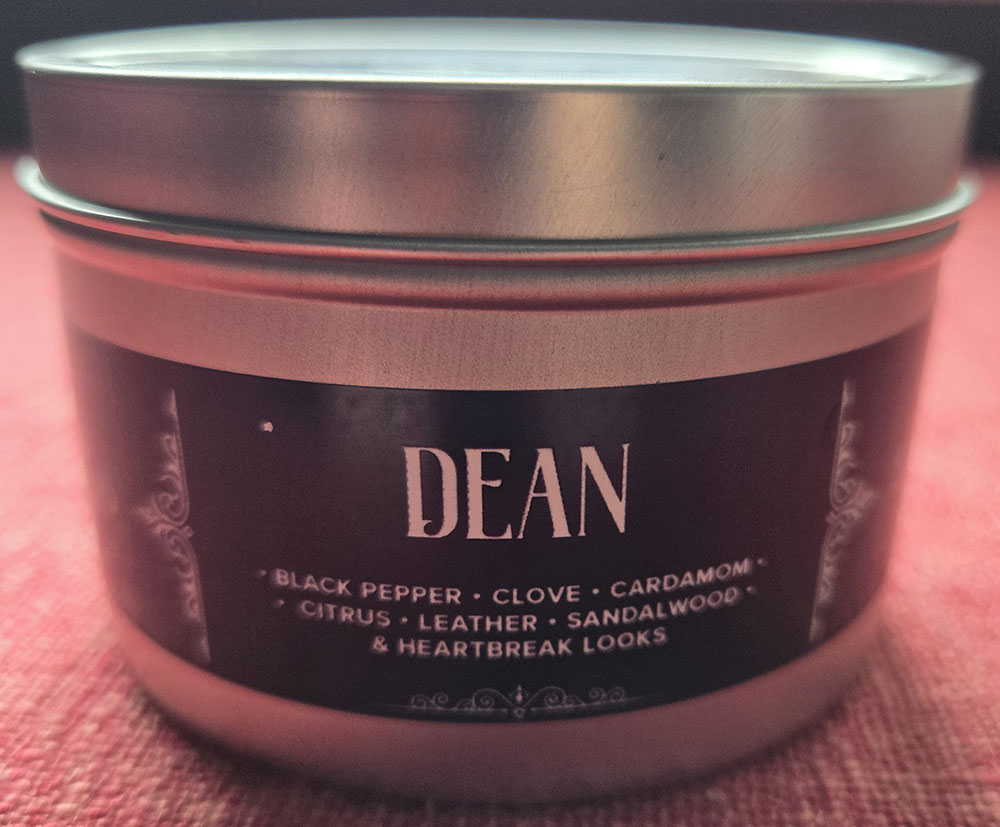 DEAN
· BLACK PEPPER · CLOVE · CARDAMOM ·
· CITRUS · LEATHER · SANDALWOOD ·
& HEARTBREAK LOOKS